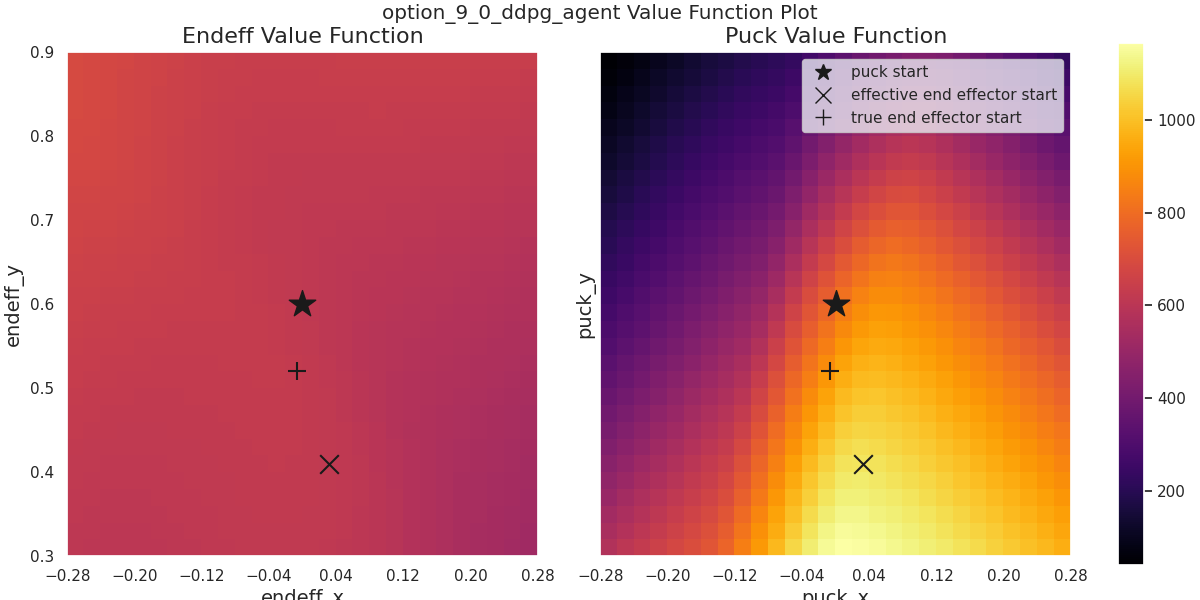 option_9_0_ddpg_agent Value Function Plot
Endeff Value Function
Puck Value Function
puck start
effective end effector start
true end effector start
endeff_y
0.9
0.8
0.7
0.6
0.5
0.4
0.3
−0.28 −0.20 −0.12 −0.04 0.04 0.12 0.20 0.28
endeff_x
puck_y
−0.28 −0.20 −0.12 −0.04 0.04 0.12 0.20 0.28
puck_x
1000
800
600
400
200